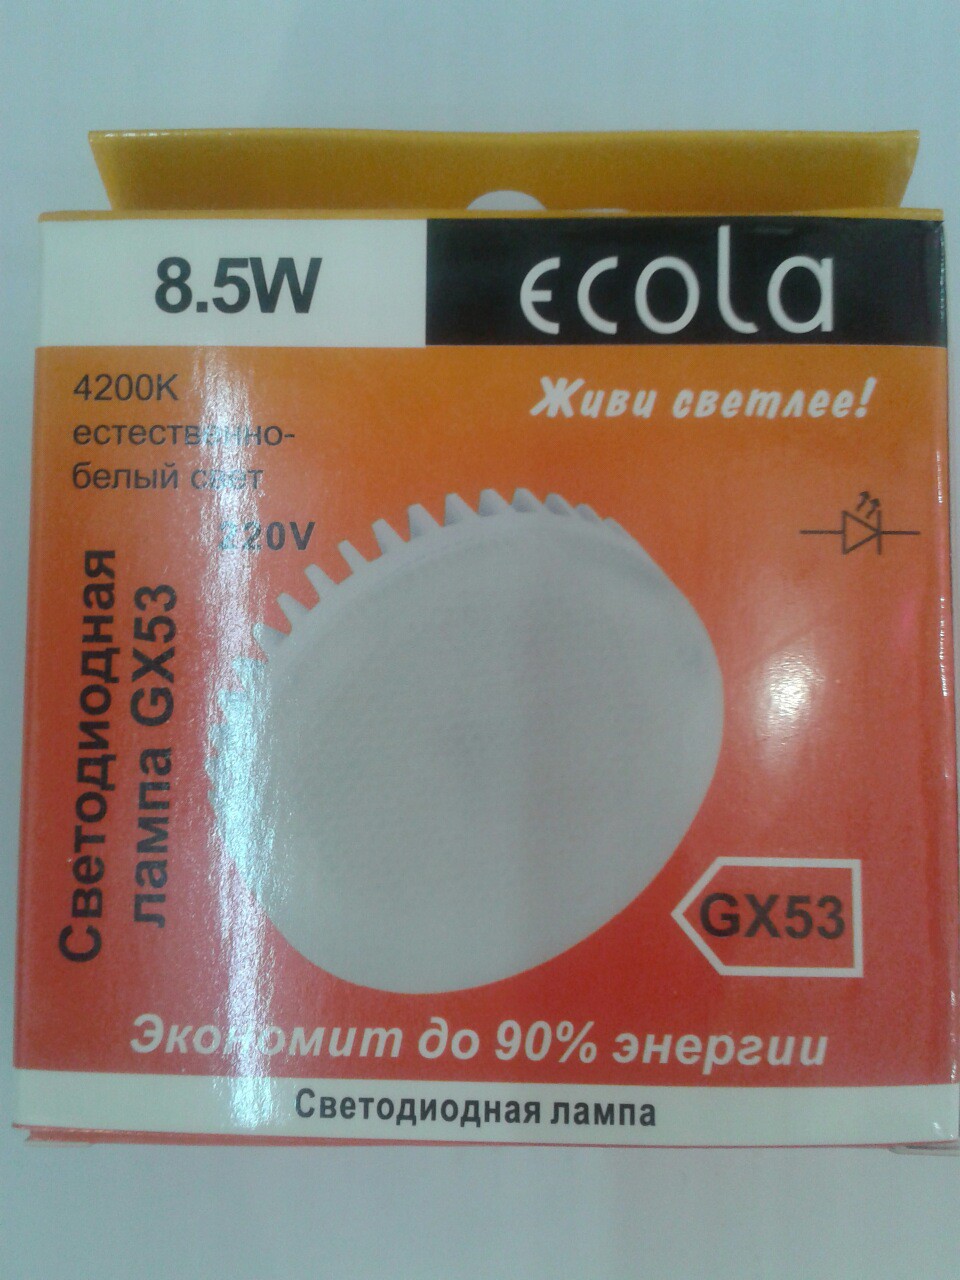 8.5W
ecola
4200K
естественно-
белый свет
Живи светлее!
220V
Светодиодная
лампа GX53
GX53
Экономит до 90% энергии
Светодиодная лампа